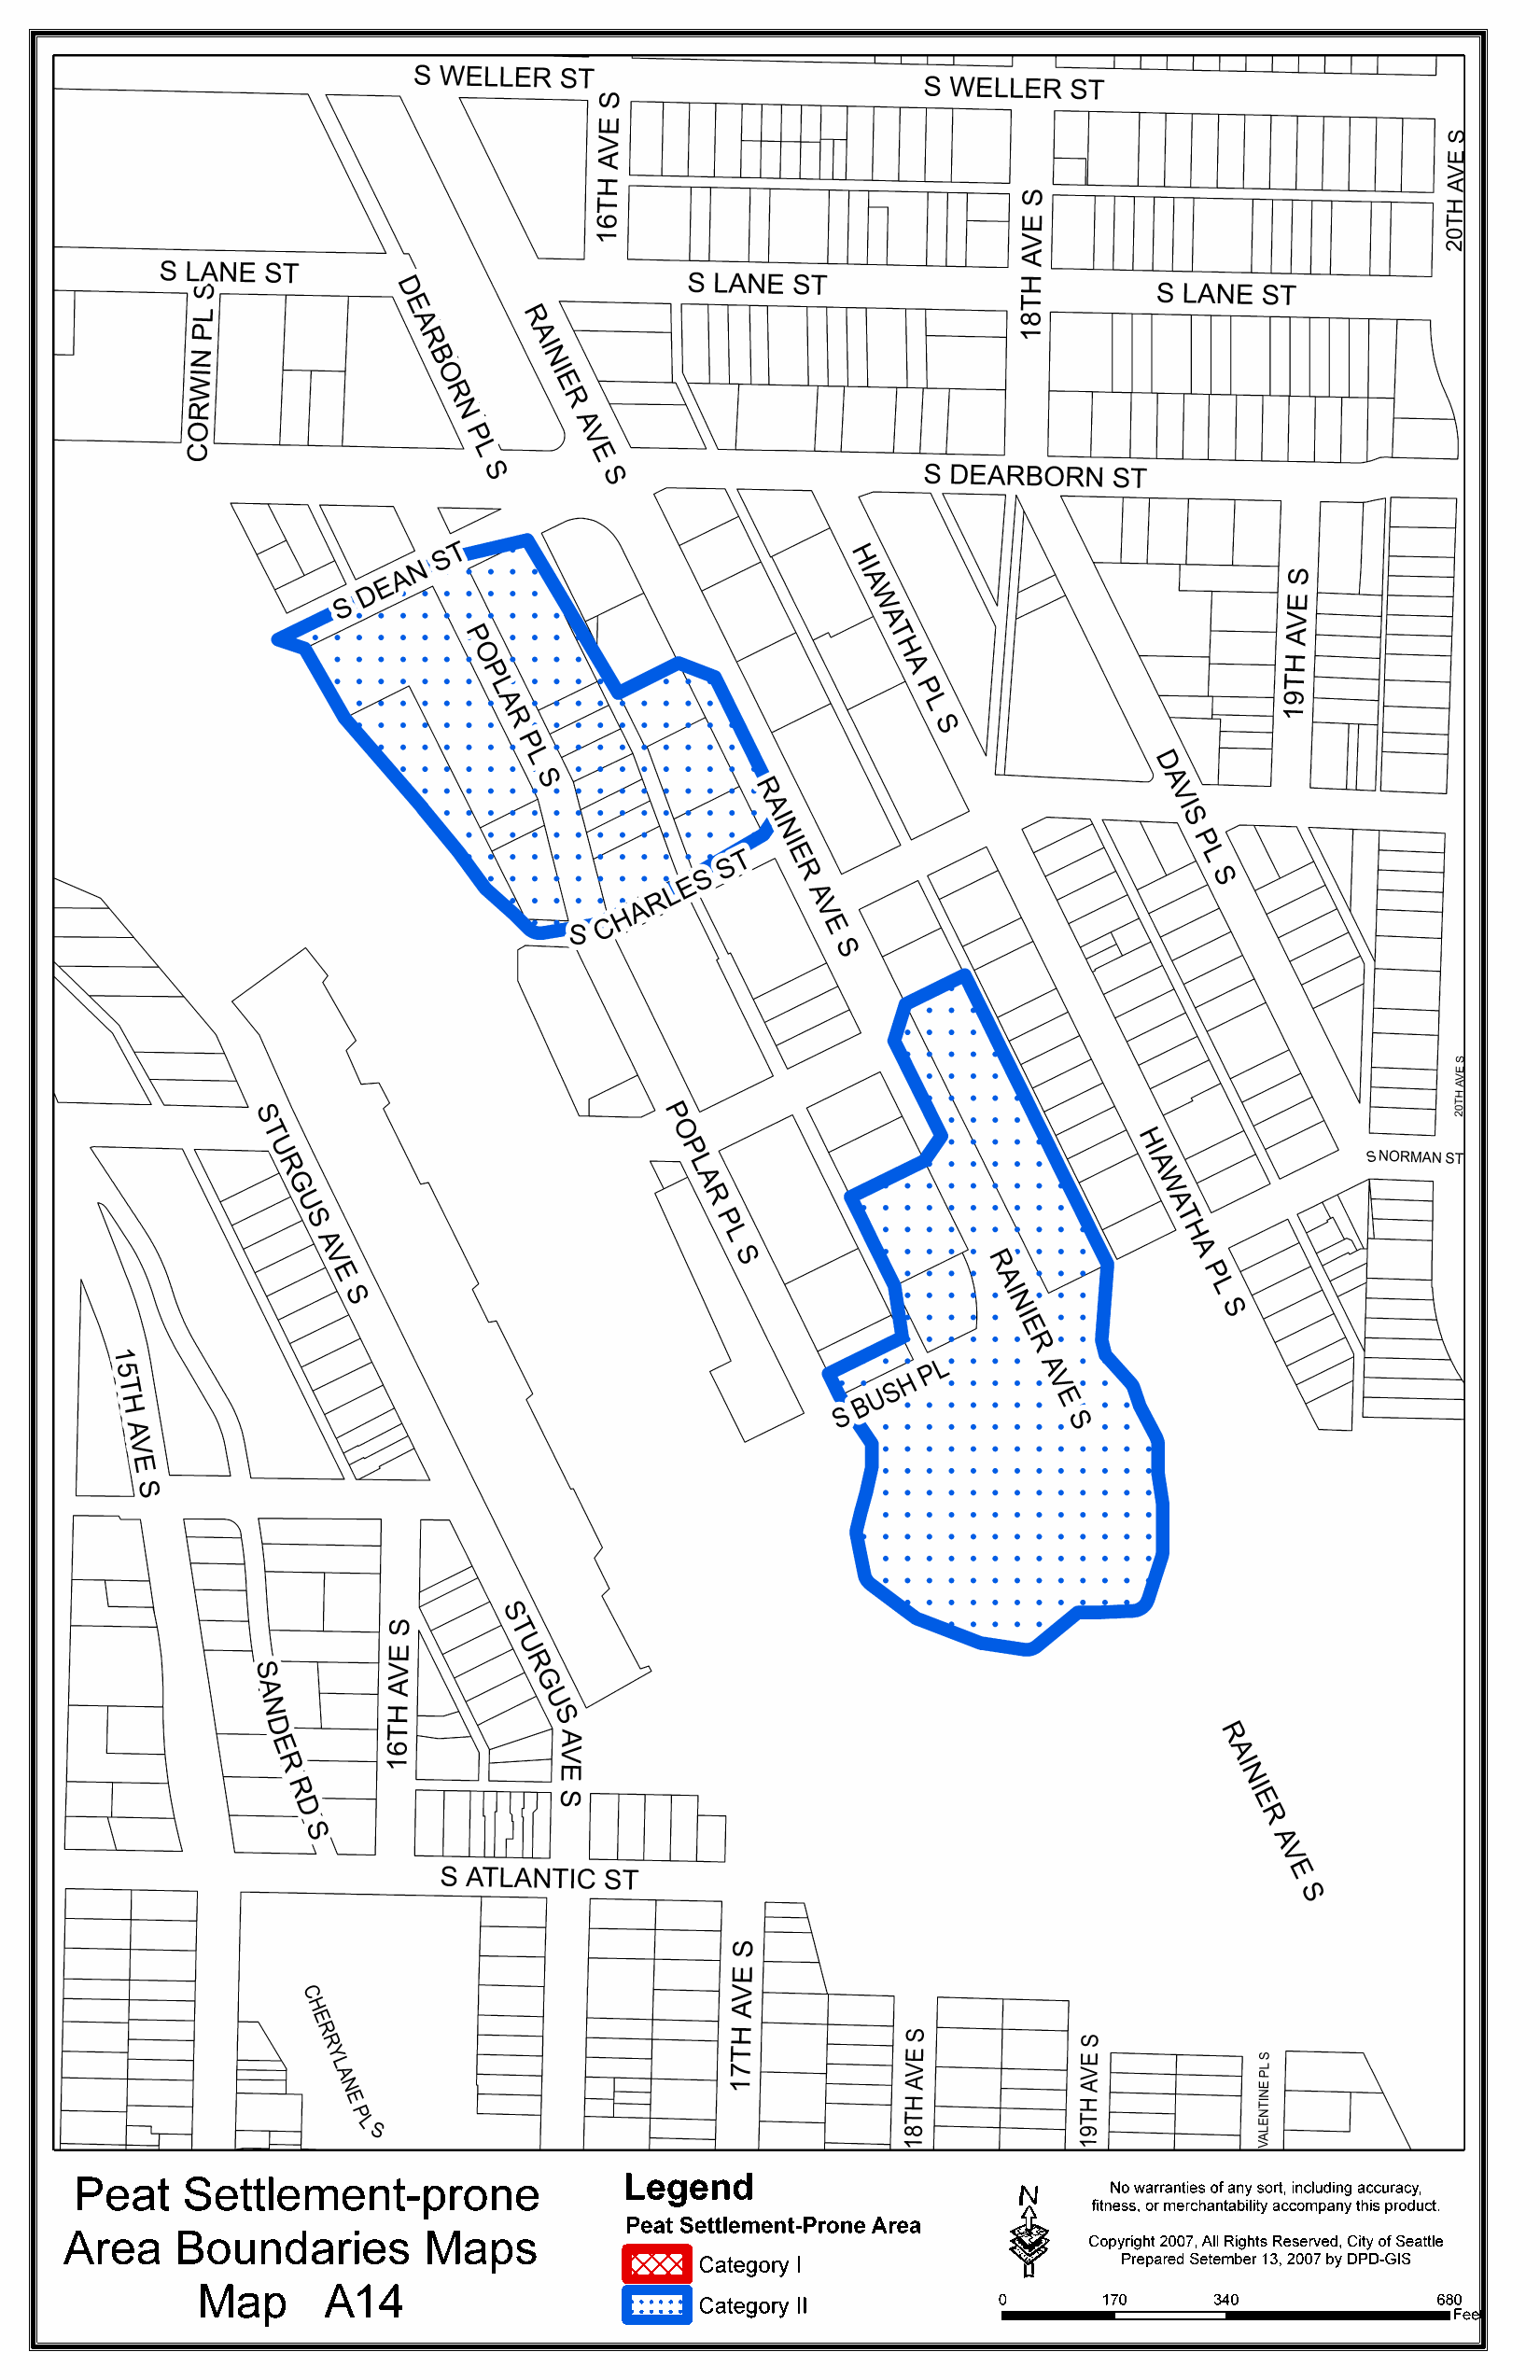 S WELLER ST
S WELLER ST
16TH AVE S
20TH AVE S
18TH AVE S
S LANE ST
S LANE ST
S LANE ST
CORWIN PL S
DEARBORN PL S
RAINIER AVE S
S DEARBORN ST
S DEAN ST
HIAWATHA PL S
19TH AVE S
POPLAR PL S
DAVIS PL S
RAINIER AVE S
S CHARLES ST
20TH AVE S
STURGUS AVE S
POPLAR PL S
HIAWATHA PL S
S NORMAN ST
RAINIER AVE S
15TH AVE S
S BUSH PL
STURGUS AVE S
16TH AVE S
SANDER RD S
RAINIER AVE S
S ATLANTIC ST
17TH AVE S
CHERRYLANE PL S
18TH AVE S
19TH AVE S
VALENTINE PL S
Peat Settlement-prone
Area Boundaries Maps
Map A14
Legend
Peat Settlement-Prone Area
Category I
Category II
N
No warranties of any sort, including accuracy,
fitness, or merchantability accompany this product.
Copyright 2007, All Rights Reserved, City of Seattle
Prepared Setember 13, 2007 by DPD-GIS
0 170 340 680
Fee